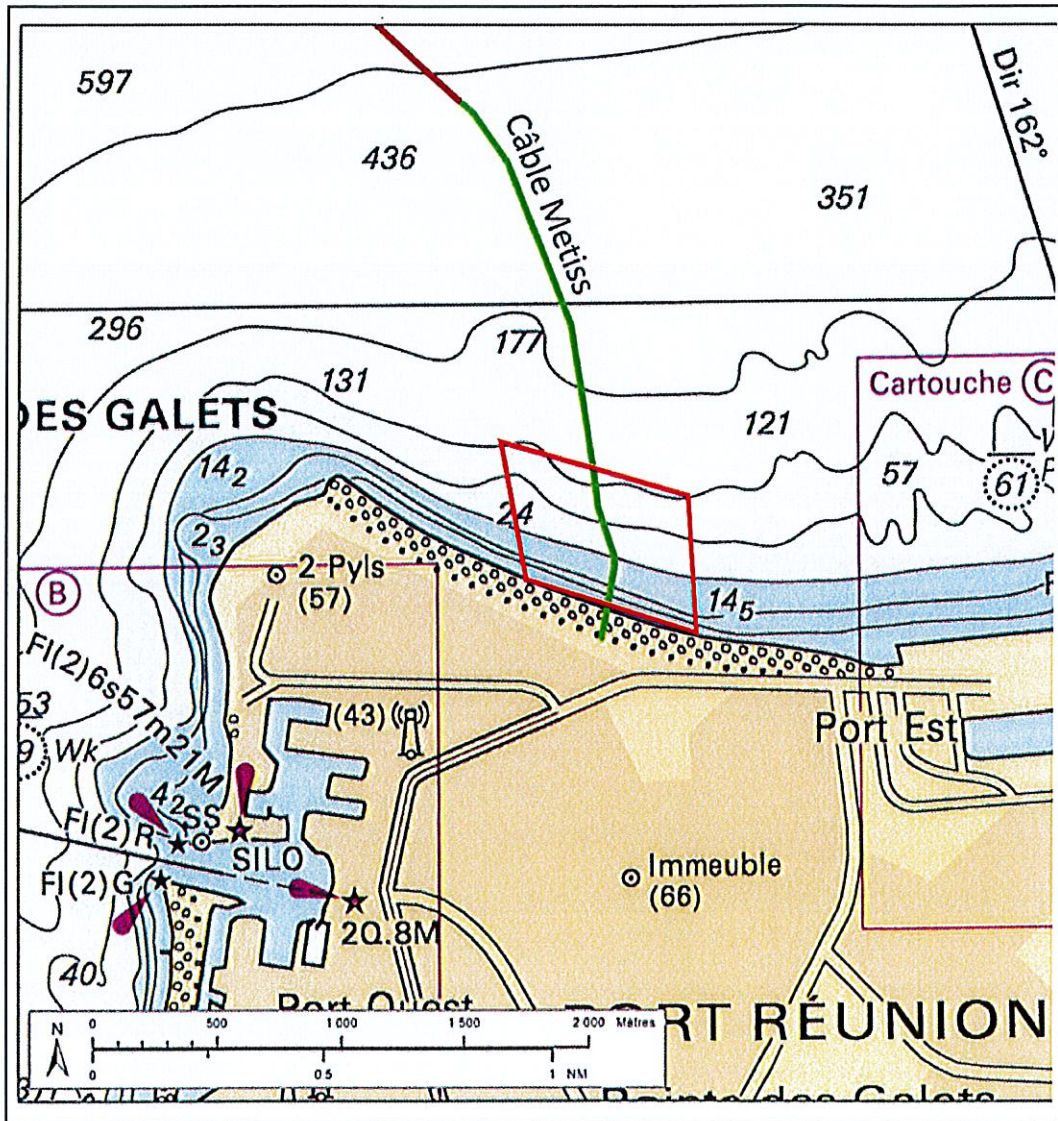 597
Dir 162°
Câble Metiss
436
351
296
177
131
Cartouche C
DES GALETS
121
57
61
14₂
24
2₃
2 Pyls
(57)
B
14₅
Fl(2)6s57m21M
(43)
Port Est
Wk
4₂
SS
Fl(2)R
SILO
Immeuble
(66)
Fl(2)G
2Q.8M
40
Port Ouest
PORT RÉUNION
N
0 500 1 000 1 500 2 000 Mètres
0 0 5 1 NM
Pointe des Galets